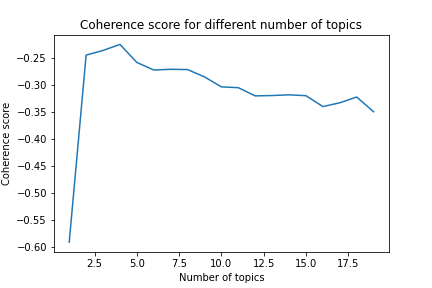 Coherence score for different number of topics
Coherence score
−0.25
−0.30
−0.35
−0.40
−0.45
−0.50
−0.55
−0.60
2.5 5.0 7.5 10.0 12.5 15.0 17.5
Number of topics